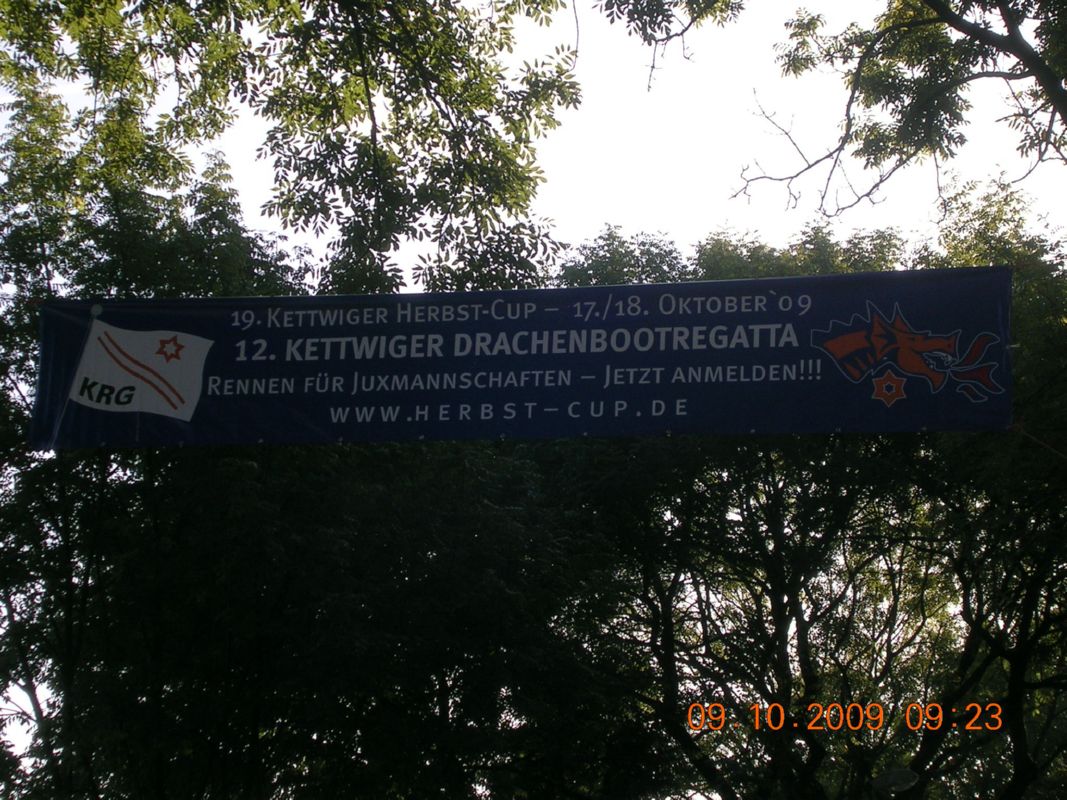 19. KETTWIGER HERBST-CUP – 17./18. OKTOBER`09
12. KETTWIGER DRACHENBOOTREGATTA
RENNEN FÜR JUXMANNSCHAFTEN – JETZT ANMELDEN!!!
WWW.HERBST-CUP.DE
KRG
09.10.2009 09:23